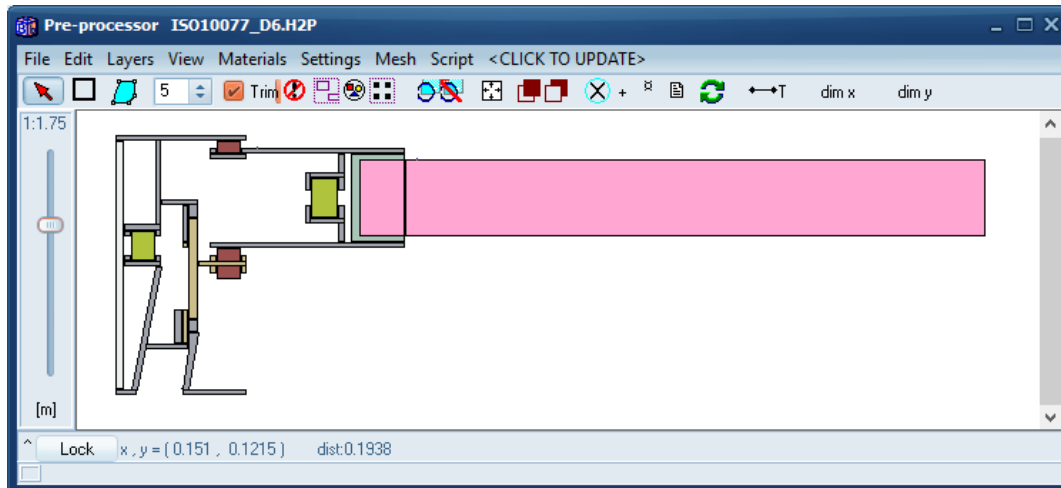 Pre-processor ISO10077_D6.H2P
File Edit Layers View Materials Settings Mesh Script <CLICK TO UPDATE>
5 Trim T dim x dim y
1:1.75
[m]
Lock x , y = ( 0.151 , 0.1215 ) dist:0.1938